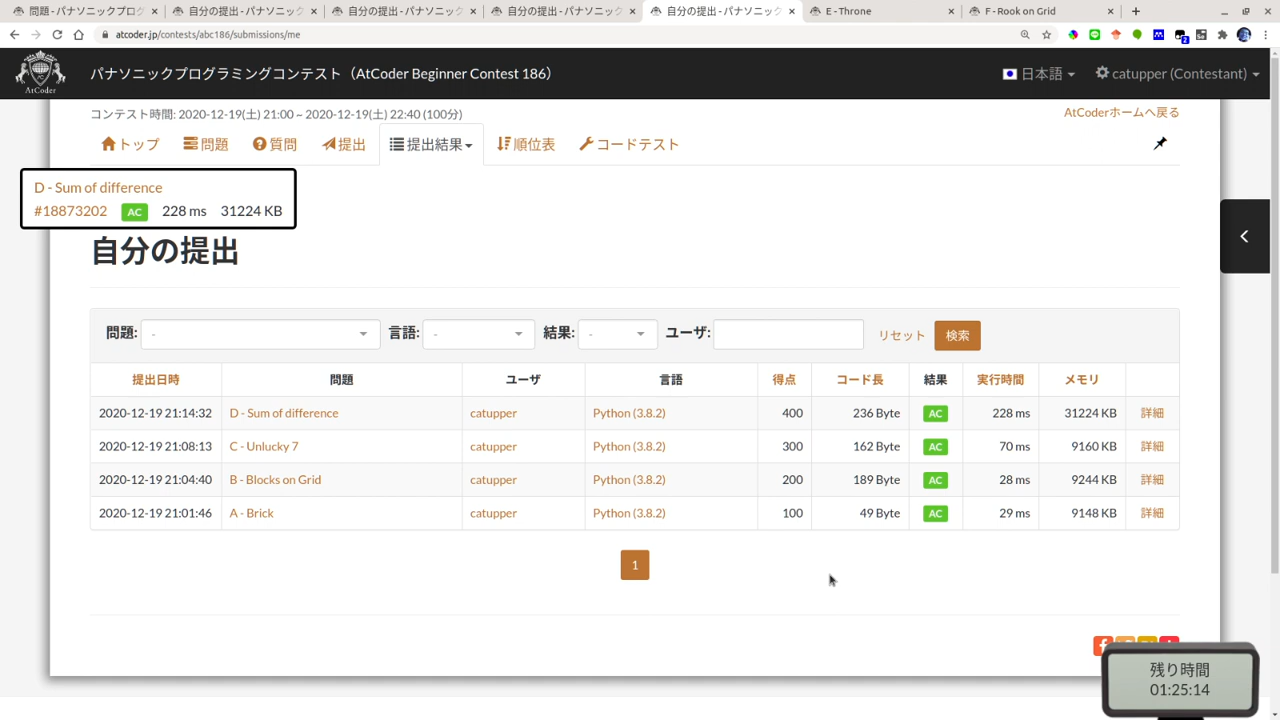 問題 - パナソニックプログ
自分の提出 - パナソニック
自分の提出 - パナソニック
自分の提出 - パナソニック
自分の提出 - パナソニック
E - Throne
F - Rook on Grid
atcoder.jp/contests/abc186/submissions/me
AtCoder
パナソニックプログラミングコンテスト（AtCoder Beginner Contest 186）
日本語
catupper (Contestant)
コンテスト時間: 2020-12-19(土) 21:00 ~ 2020-12-19(土) 22:40 (100分)
AtCoderホームへ戻る
トップ 問題 質問 提出 提出結果 順位表 コードテスト
D - Sum of difference
#18873202 AC 228 ms 31224 KB
自分の提出
問題: - 言語: - 結果: - ユーザ: リセット 検索
提出日時 問題 ユーザ 言語 得点 コード長 結果 実行時間 メモリ
2020-12-19 21:14:32 D - Sum of difference catupper Python (3.8.2) 400 236 Byte AC 228 ms 31224 KB 詳細
2020-12-19 21:08:13 C - Unlucky 7 catupper Python (3.8.2) 300 162 Byte AC 70 ms 9160 KB 詳細
2020-12-19 21:04:40 B - Blocks on Grid catupper Python (3.8.2) 200 189 Byte AC 28 ms 9244 KB 詳細
2020-12-19 21:01:46 A - Brick catupper Python (3.8.2) 100 49 Byte AC 29 ms 9148 KB 詳細
1
残り時間
01:25:14